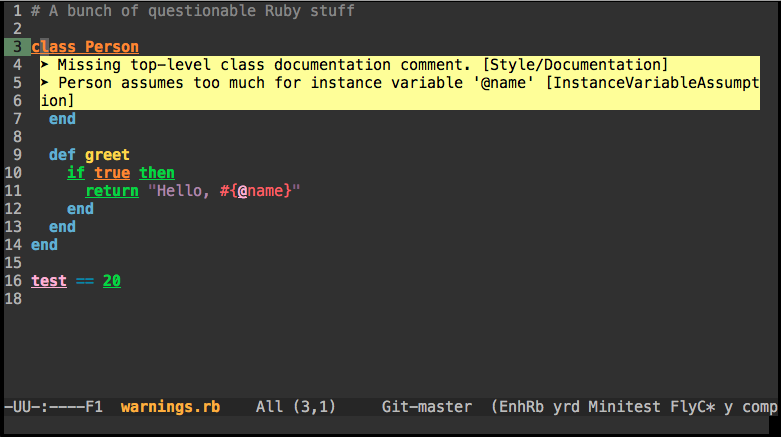 1 # A bunch of questionable Ruby stuff
2
3 class Person
4 ➤ Missing top-level class documentation comment. [Style/Documentation]
5 ➤ Person assumes too much for instance variable '@name' [InstanceVariableAssumpt
6 ion]
7   end
8
9   def greet
10     if true then
11       return "Hello, #{@name}"
12     end
13   end
14 end
15
16 test == 20
18
-UU-:----F1  warnings.rb    All (3,1)     Git-master  (EnhRb yrd Minitest FlyC* y comp